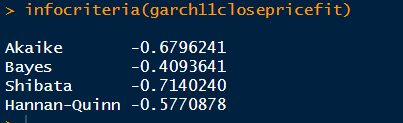 > infocriteria(garch11closepricefit)
Akaike -0.6796241
Bayes -0.4093641
Shibata -0.7140240
Hannan-Quinn -0.5770878
>